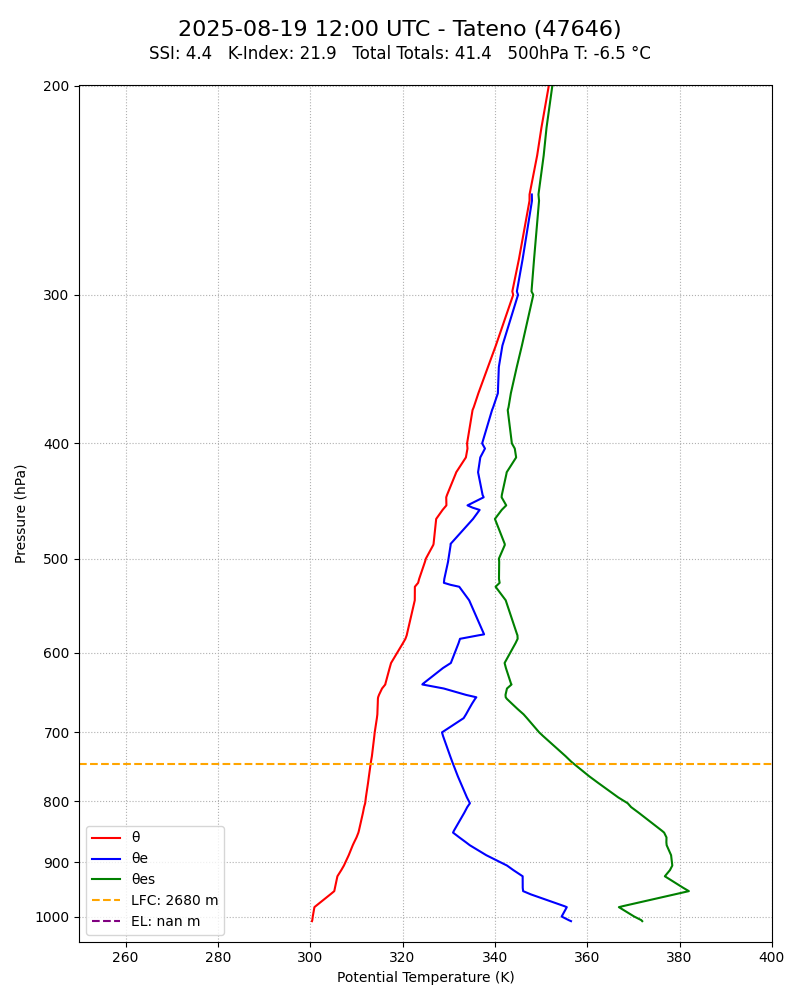 2025-08-19 12:00 UTC - Tateno (47646)
SSI: 4.4   K-Index: 21.9   Total Totals: 41.4   500hPa T: -6.5 °C
200
300
400
500
600
700
800
900
1000
Pressure (hPa)
θ
θe
θes
LFC: 2680 m
EL: nan m
260
280
300
320
340
360
380
400
Potential Temperature (K)